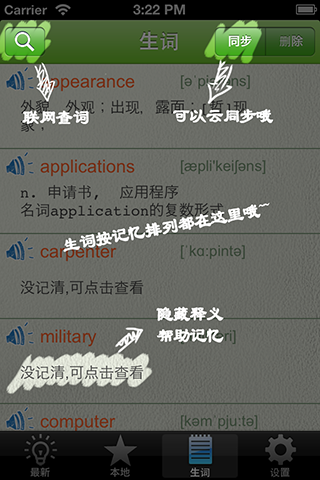 Carrier 3:22 PM
生词
同步 删除
appearance
外貌,外观;出现,露面;[哲]现
象;
联网查词
可以云同步哦
applications [æpli'keiʃəns]
n. 申请书, 应用程序
名词application的复数形式
生词按记忆排列都在这里哦~
carpenter ['kɑ:pintə]
没记清,可点击查看
隐藏释义
帮助记忆
military
没记清,可点击查看
computer [kəm'pju:tə]
最新 本地 生词 设置